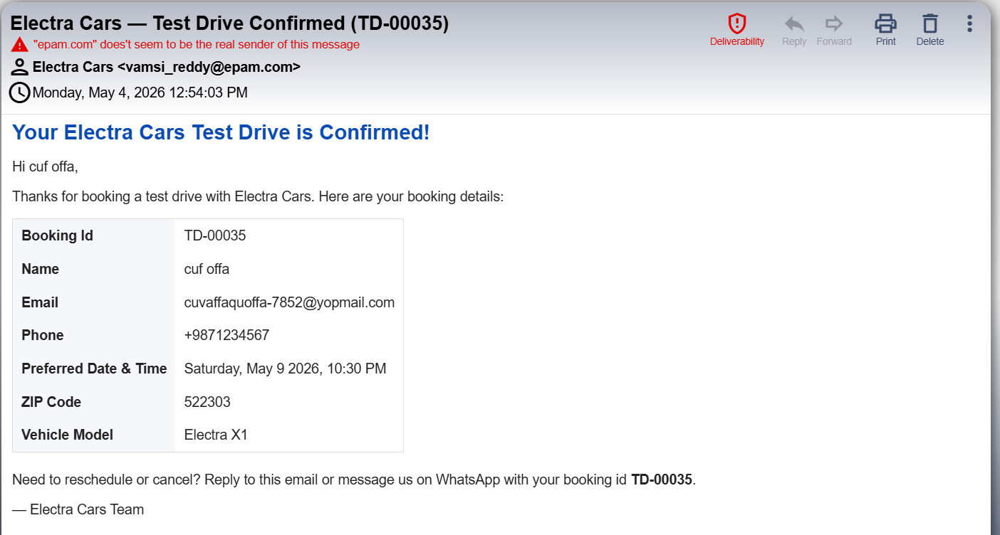 Electra Cars — Test Drive Confirmed (TD-00035)
"epam.com" does't seem to be the real sender of this message
Electra Cars <vamsi_reddy@epam.com>
Monday, May 4, 2026 12:54:03 PM
Deliverability
Reply
Forward
Print
Delete
Your Electra Cars Test Drive is Confirmed!
Hi cuf offa,
Thanks for booking a test drive with Electra Cars. Here are your booking details:
Booking Id TD-00035
Name cuf offa
Email cuvaffaquoffa-7852@yopmail.com
Phone +9871234567
Preferred Date & Time Saturday, May 9 2026, 10:30 PM
ZIP Code 522303
Vehicle Model Electra X1
Need to reschedule or cancel? Reply to this email or message us on WhatsApp with your booking id TD-00035.
— Electra Cars Team